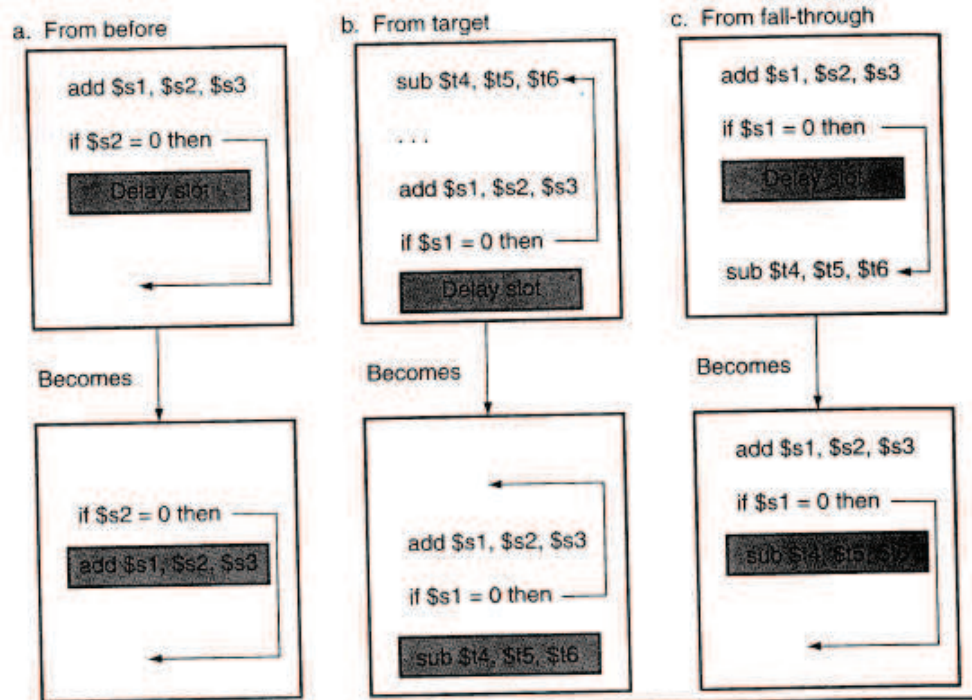 a. From before
add $s1, $s2, $s3
if $s2 = 0 then
Delay slot
Becomes
if $s2 = 0 then
add $s1, $s2, $s3
b. From target
sub $t4, $t5, $t6
. . .
add $s1, $s2, $s3
if $s1 = 0 then
Delay slot
Becomes
add $s1, $s2, $s3
if $s1 = 0 then
sub $t4, $t5, $t6
c. From fall-through
add $s1, $s2, $s3
if $s1 = 0 then
Delay slot
sub $t4, $t5, $t6
Becomes
add $s1, $s2, $s3
if $s1 = 0 then
sub $t4, $t5, $t6